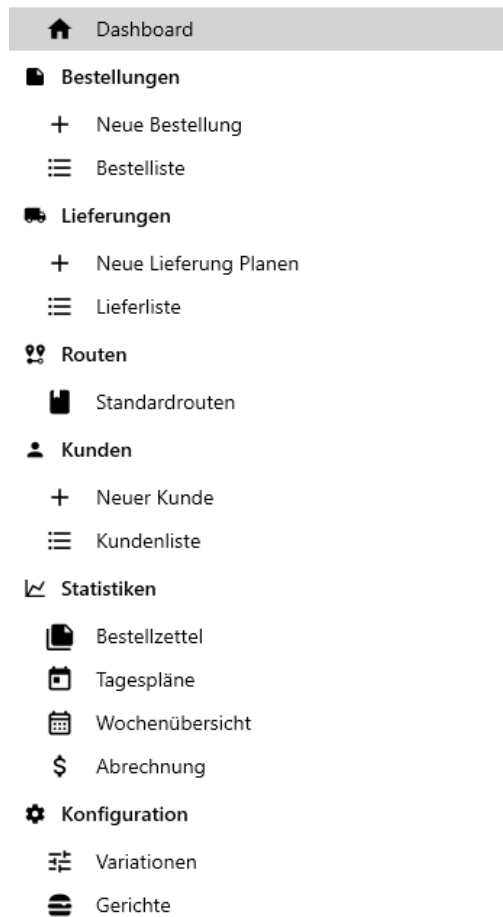 Dashboard
Bestellungen
Neue Bestellung
Bestelliste
Lieferungen
Neue Lieferung Planen
Lieferliste
Routen
Standardrouten
Kunden
Neuer Kunde
Kundenliste
Statistiken
Bestellzettel
Tagespläne
Wochenübersicht
Abrechnung
Konfiguration
Variationen
Gerichte